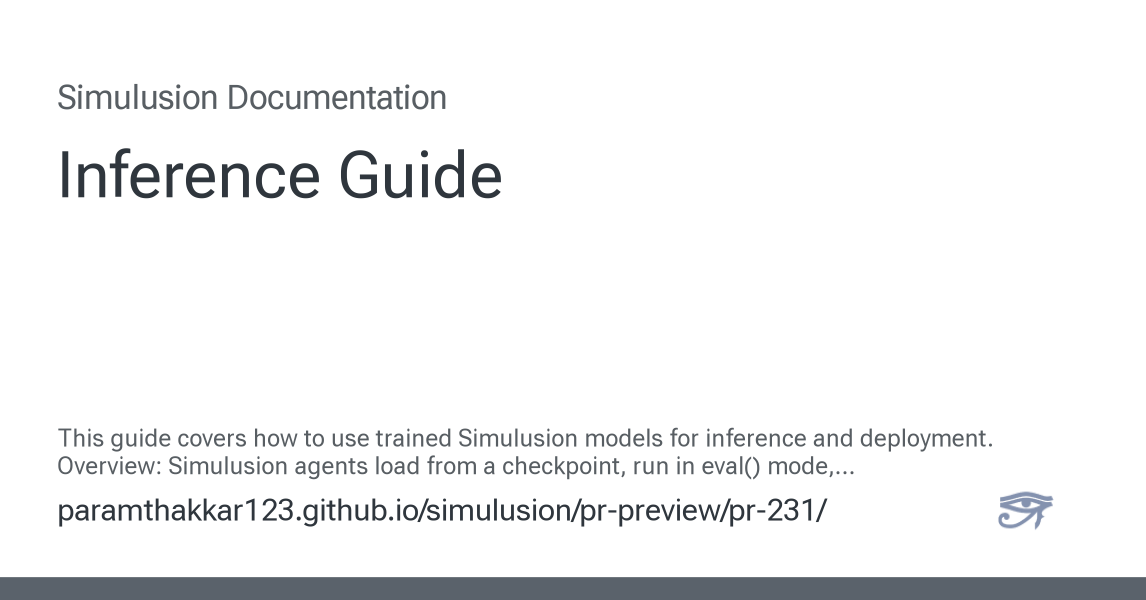 Simulusion Documentation
Inference Guide
This guide covers how to use trained Simulusion models for inference and deployment.
Overview: Simulusion agents load from a checkpoint, run in eval() mode,...
paramthakkar123.github.io/simulusion/pr-preview/pr-231/